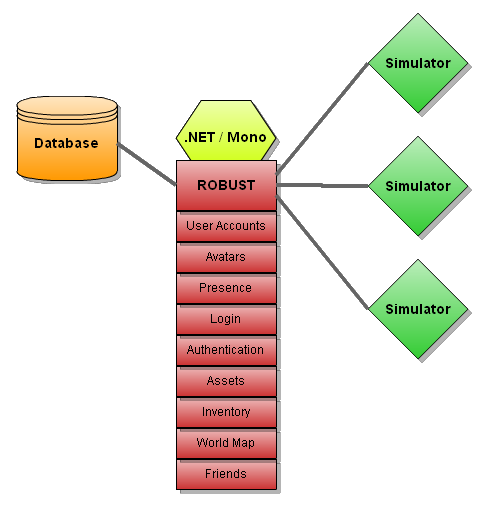 Simulator
Database
.NET / Mono
ROBUST
Simulator
User Accounts
Avatars
Presence
Login
Simulator
Authentication
Assets
Inventory
World Map
Friends